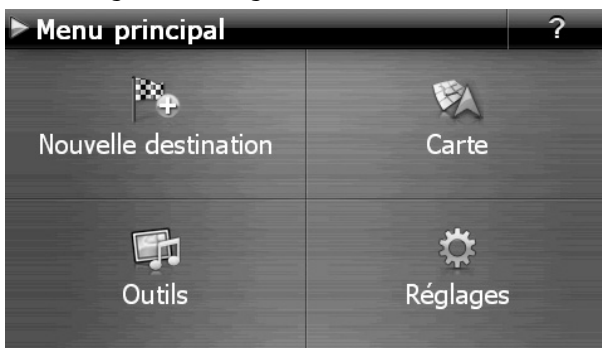 Menu principal ?
Nouvelle destination
Carte
Outils
Réglages